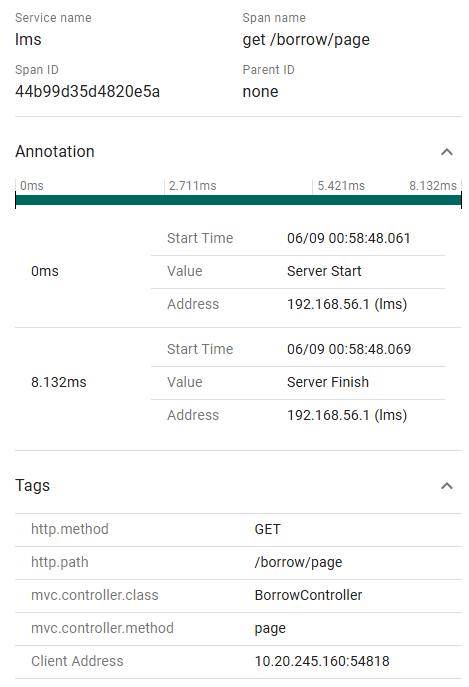 Service name Span name
lms get /borrow/page
Span ID Parent ID
44b99d35d4820e5a none
Annotation
0ms 2.711ms 5.421ms 8.132ms
Start Time 06/09 00:58:48.061
0ms Value Server Start
Address 192.168.56.1 (lms)
Start Time 06/09 00:58:48.069
8.132ms Value Server Finish
Address 192.168.56.1 (lms)
Tags
http.method GET
http.path /borrow/page
mvc.controller.class BorrowController
mvc.controller.method page
Client Address 10.20.245.160:54818